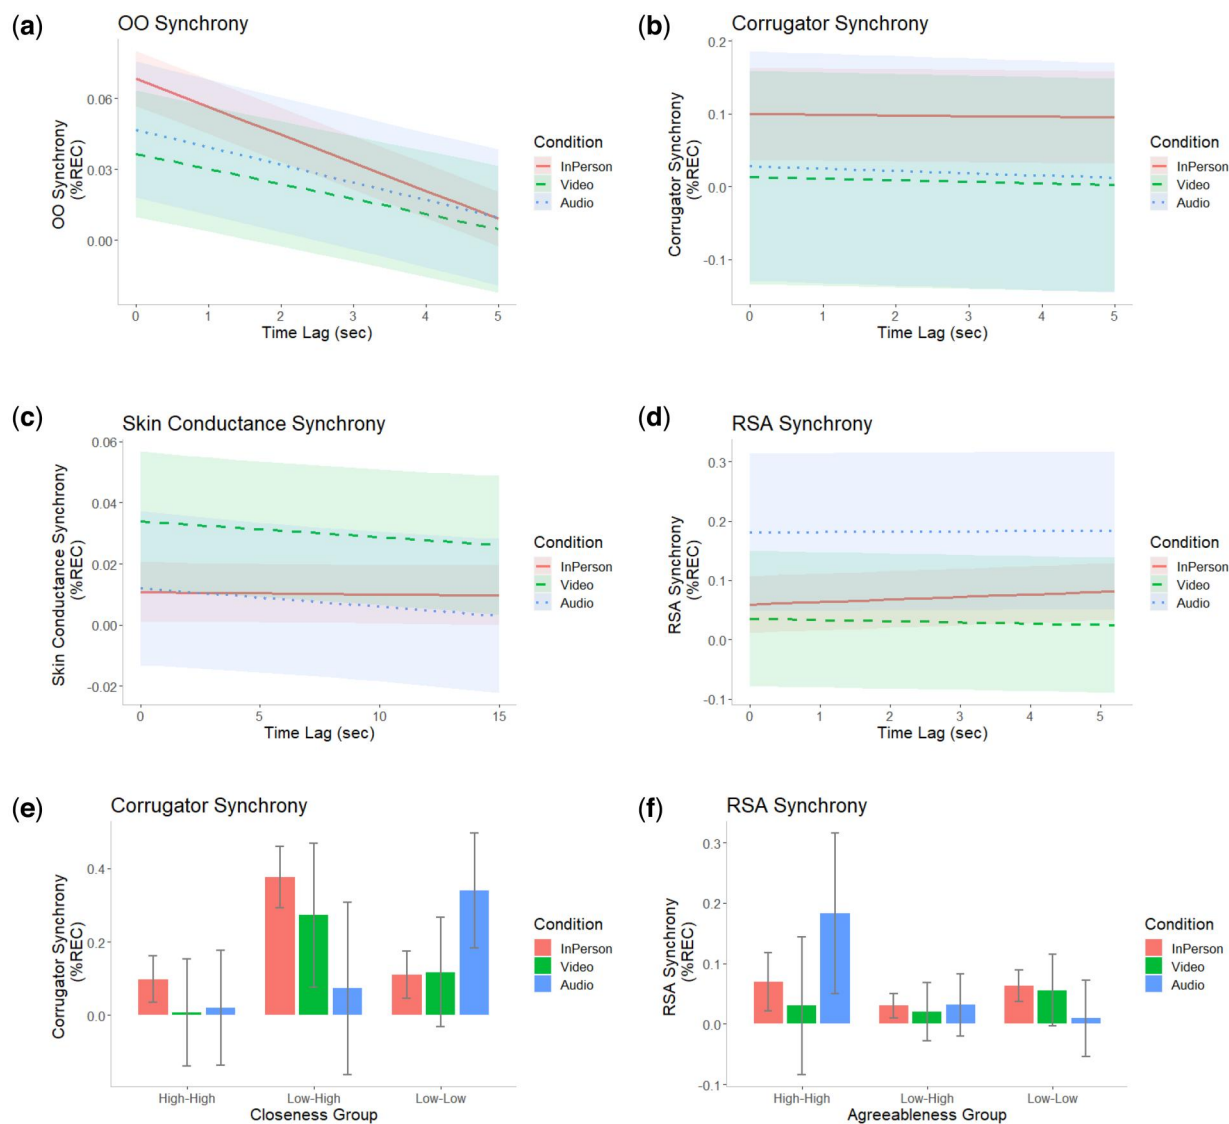 (a)
OO Synchrony
OO Synchrony
(%REC)
0.06
0.03
0.00
0
1
2
3
4
5
Time Lag (sec)
Condition
InPerson
Video
Audio
(b)
Corrugator Synchrony
Corrugator Synchrony
(%REC)
0.2
0.1
0.0
-0.1
0
1
2
3
4
5
Time Lag (sec)
Condition
InPerson
Video
Audio
(c)
Skin Conductance Synchrony
Skin Conductance Synchrony
(%REC)
0.06
0.04
0.02
0.00
-0.02
0
5
10
15
Time Lag (sec)
Condition
InPerson
Video
Audio
(d)
RSA Synchrony
RSA Synchrony
(%REC)
0.3
0.2
0.1
0.0
-0.1
0
1
2
3
4
5
Time Lag (sec)
Condition
InPerson
Video
Audio
(e)
Corrugator Synchrony
Corrugator Synchrony
(%REC)
0.4
0.2
0.0
High-High
Low-High
Low-Low
Closeness Group
Condition
InPerson
Video
Audio
(f)
RSA Synchrony
RSA Synchrony
(%REC)
0.3
0.2
0.1
0.0
-0.1
High-High
Low-High
Low-Low
Agreeableness Group
Condition
InPerson
Video
Audio